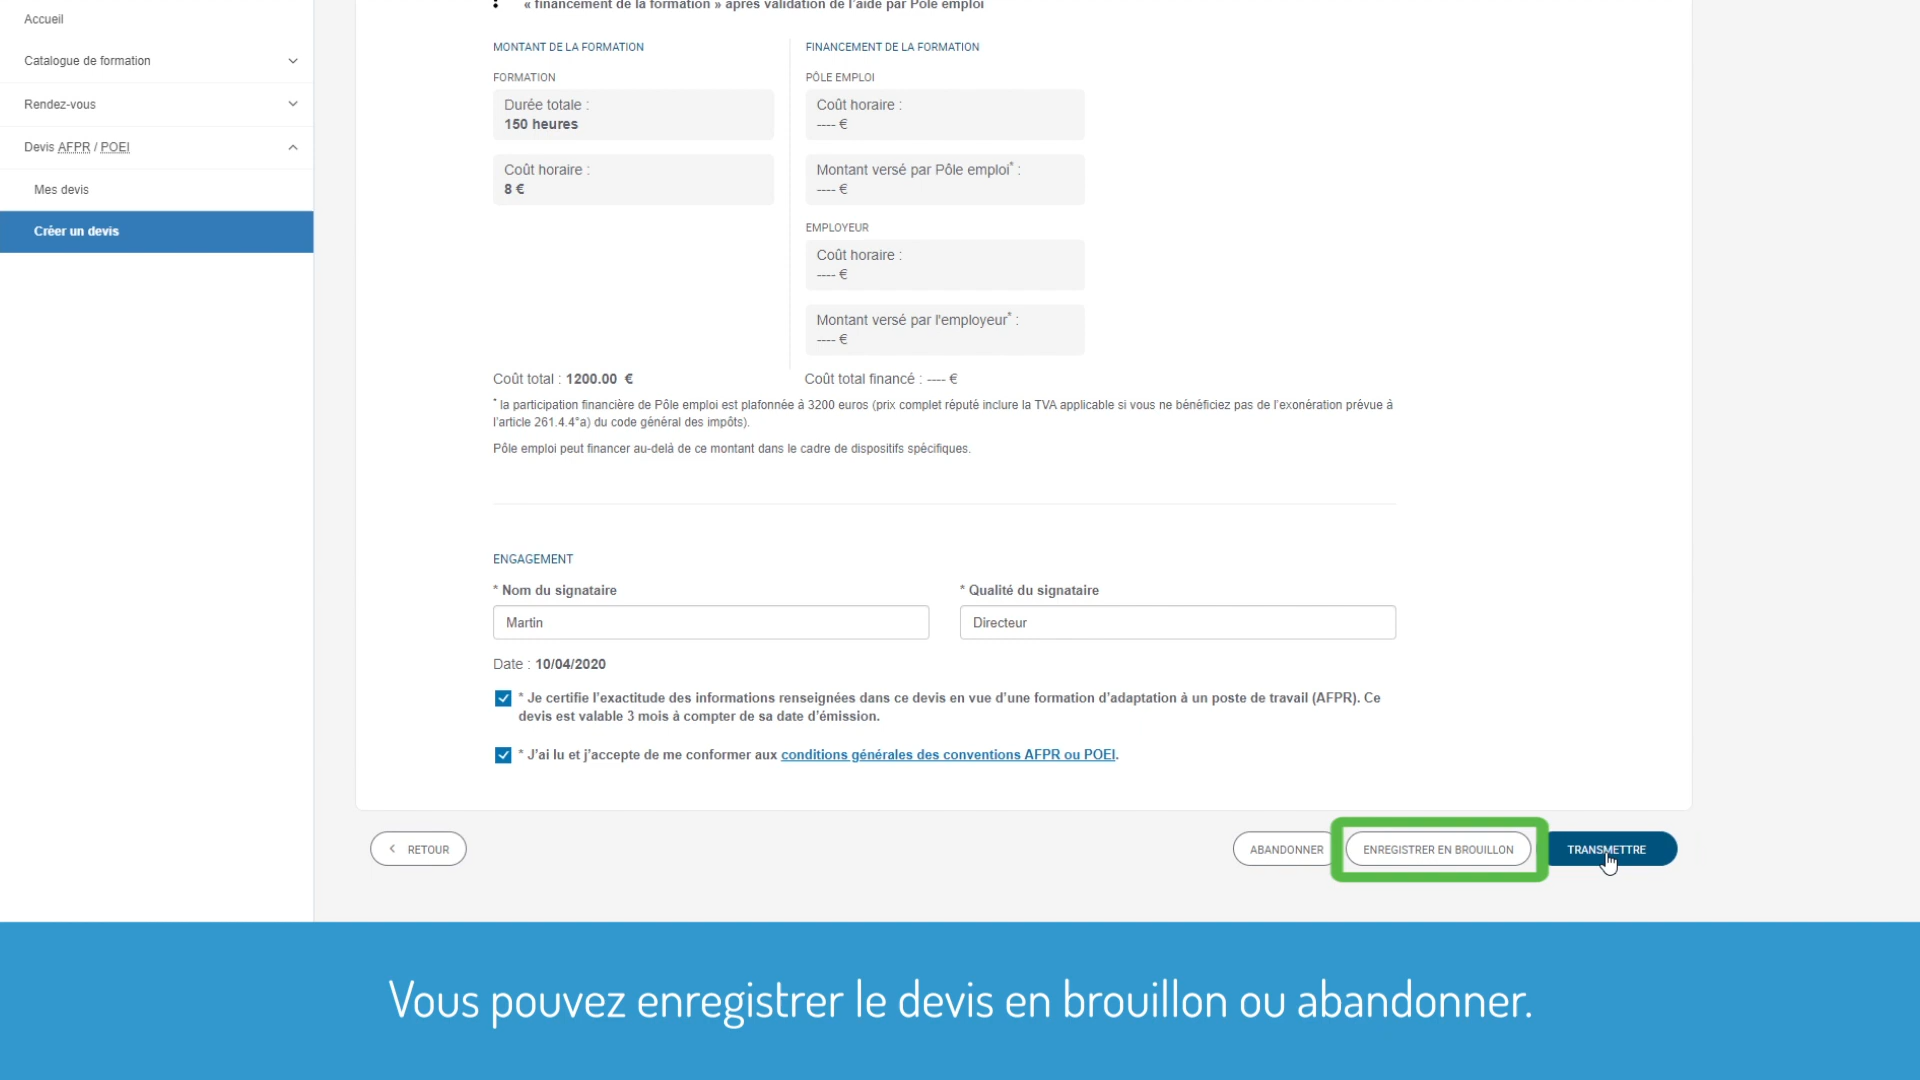 « financement de la formation » après validation de l'aide par Pôle emploi
Accueil
Catalogue de formation
Rendez-vous
Devis AFPR / POEI
Mes devis
Créer un devis
MONTANT DE LA FORMATION
FORMATION
Durée totale :
150 heures
Coût horaire :
8 €
FINANCEMENT DE LA FORMATION
PÔLE EMPLOI
Coût horaire :
---- €
Montant versé par Pôle emploi* :
---- €
EMPLOYEUR
Coût horaire :
---- €
Montant versé par l'employeur* :
---- €
Coût total : 1200.00 €
Coût total financé : ---- €
* la participation financière de Pôle emploi est plafonnée à 3200 euros (prix complet réputé inclure la TVA applicable si vous ne bénéficiez pas de l'exonération prévue à
l'article 261.4.4°a) du code général des impôts).
Pôle emploi peut financer au-delà de ce montant dans le cadre de dispositifs spécifiques.
ENGAGEMENT
* Nom du signataire
Martin
* Qualité du signataire
Directeur
Date : 10/04/2020
* Je certifie l'exactitude des informations renseignées dans ce devis en vue d'une formation d'adaptation à un poste de travail (AFPR). Ce
devis est valable 3 mois à compter de sa date d'émission.
* J'ai lu et j'accepte de me conformer aux conditions générales des conventions AFPR ou POEI.
RETOUR
ABANDONNER
ENREGISTRER EN BROUILLON
TRANSMETTRE
Vous pouvez enregistrer le devis en brouillon ou abandonner.